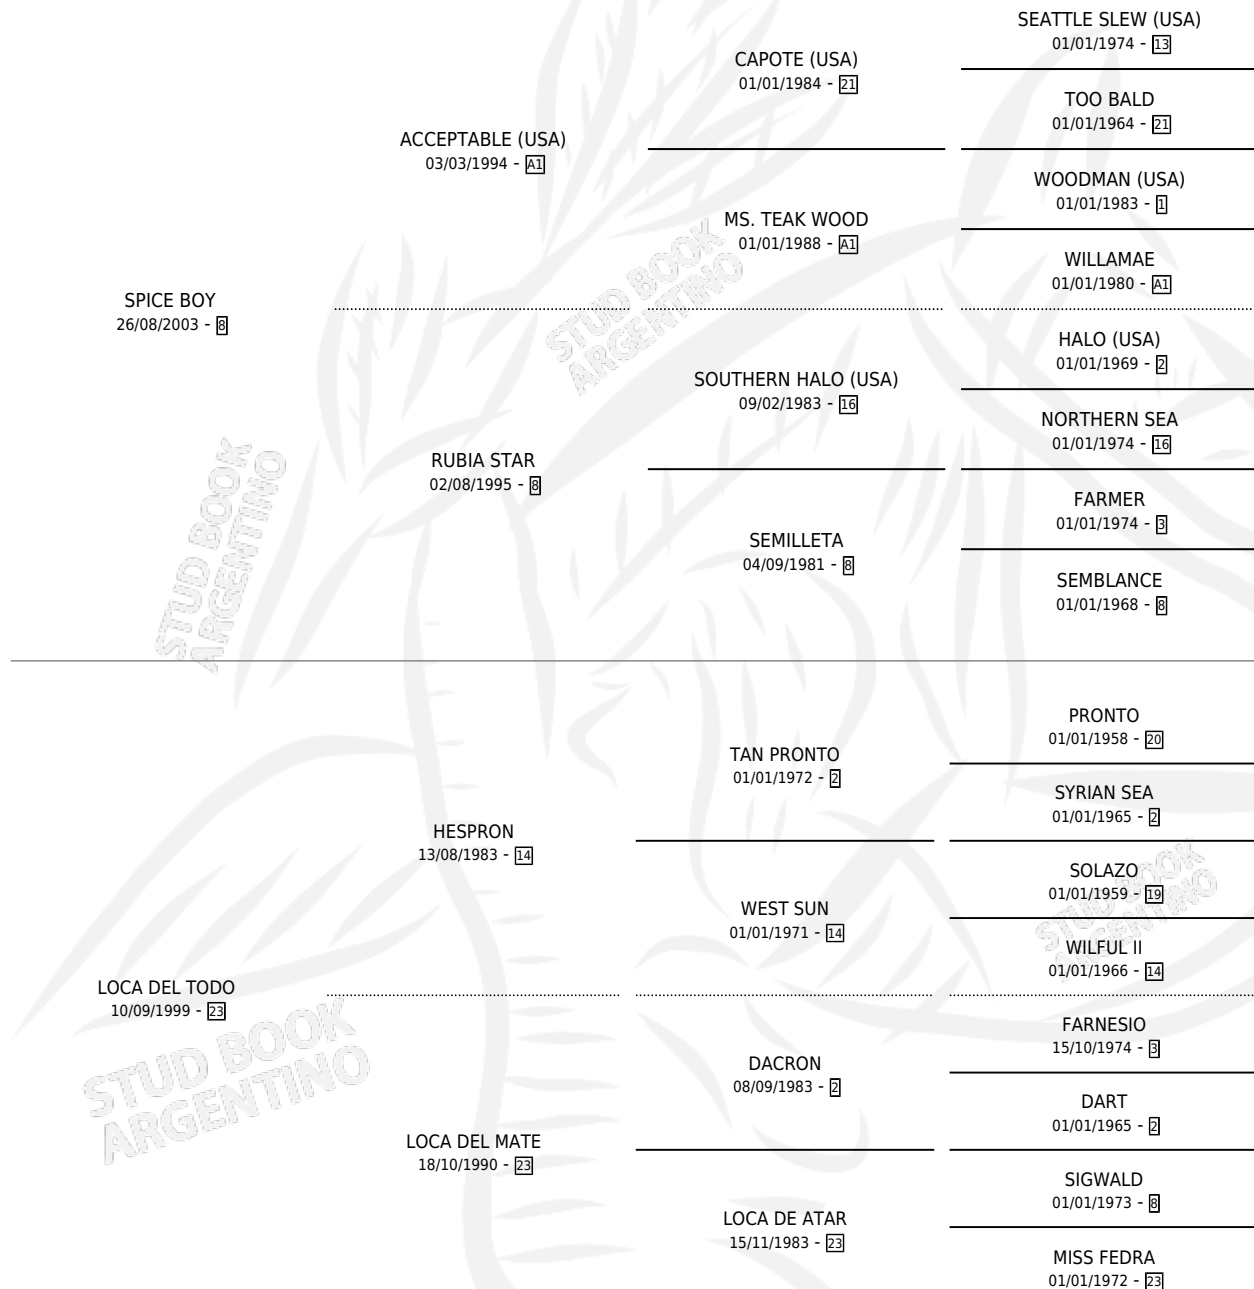 SEATTLE SLEW (USA)
01/01/1974 - 13
CAPOTE (USA)
01/01/1984 - 21
TOO BALD
01/01/1964 - 21
ACCEPTABLE (USA)
03/03/1994 - A1
WOODMAN (USA)
01/01/1983 - 1
MS. TEAK WOOD
01/01/1988 - A1
WILLAMAE
01/01/1980 - A1
SPICE BOY
26/08/2003 - 8
HALO (USA)
01/01/1969 - 2
SOUTHERN HALO (USA)
09/02/1983 - 16
NORTHERN SEA
01/01/1974 - 16
RUBIA STAR
02/08/1995 - 8
FARMER
01/01/1974 - 3
SEMILLETA
04/09/1981 - 8
SEMBLANCE
01/01/1968 - 8
STUD BOOK
ARGENTINO
STUD BOOK
ARGENTINO
PRONTO
01/01/1958 - 20
TAN PRONTO
01/01/1972 - 2
SYRIAN SEA
01/01/1965 - 2
HESPRON
13/08/1983 - 14
SOLAZO
01/01/1959 - 19
WEST SUN
01/01/1971 - 14
WILFUL II
01/01/1966 - 14
STUD BOOK
ARGENTINO
LOCA DEL TODO
10/09/1999 - 23
FARNESIO
15/10/1974 - 3
DACRON
08/09/1983 - 2
DART
01/01/1965 - 2
LOCA DEL MATE
18/10/1990 - 23
SIGWALD
01/01/1973 - 8
LOCA DE ATAR
15/11/1983 - 23
MISS FEDRA
01/01/1972 - 23
STUD BOOK
ARGENTINO